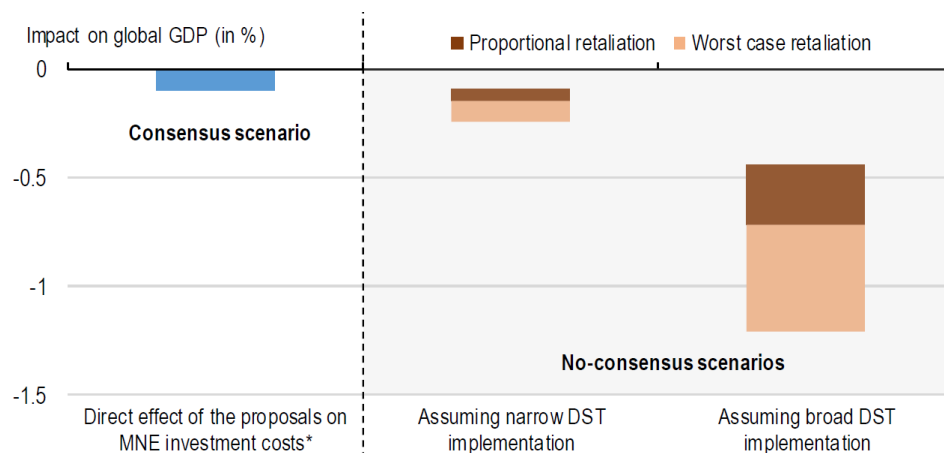 Impact on global GDP (in %)
Proportional retaliation
Worst case retaliation
0
Consensus scenario
-0.5
-1
No-consensus scenarios
-1.5
Direct effect of the proposals on
MNE investment costs*
Assuming narrow DST
implementation
Assuming broad DST
implementation